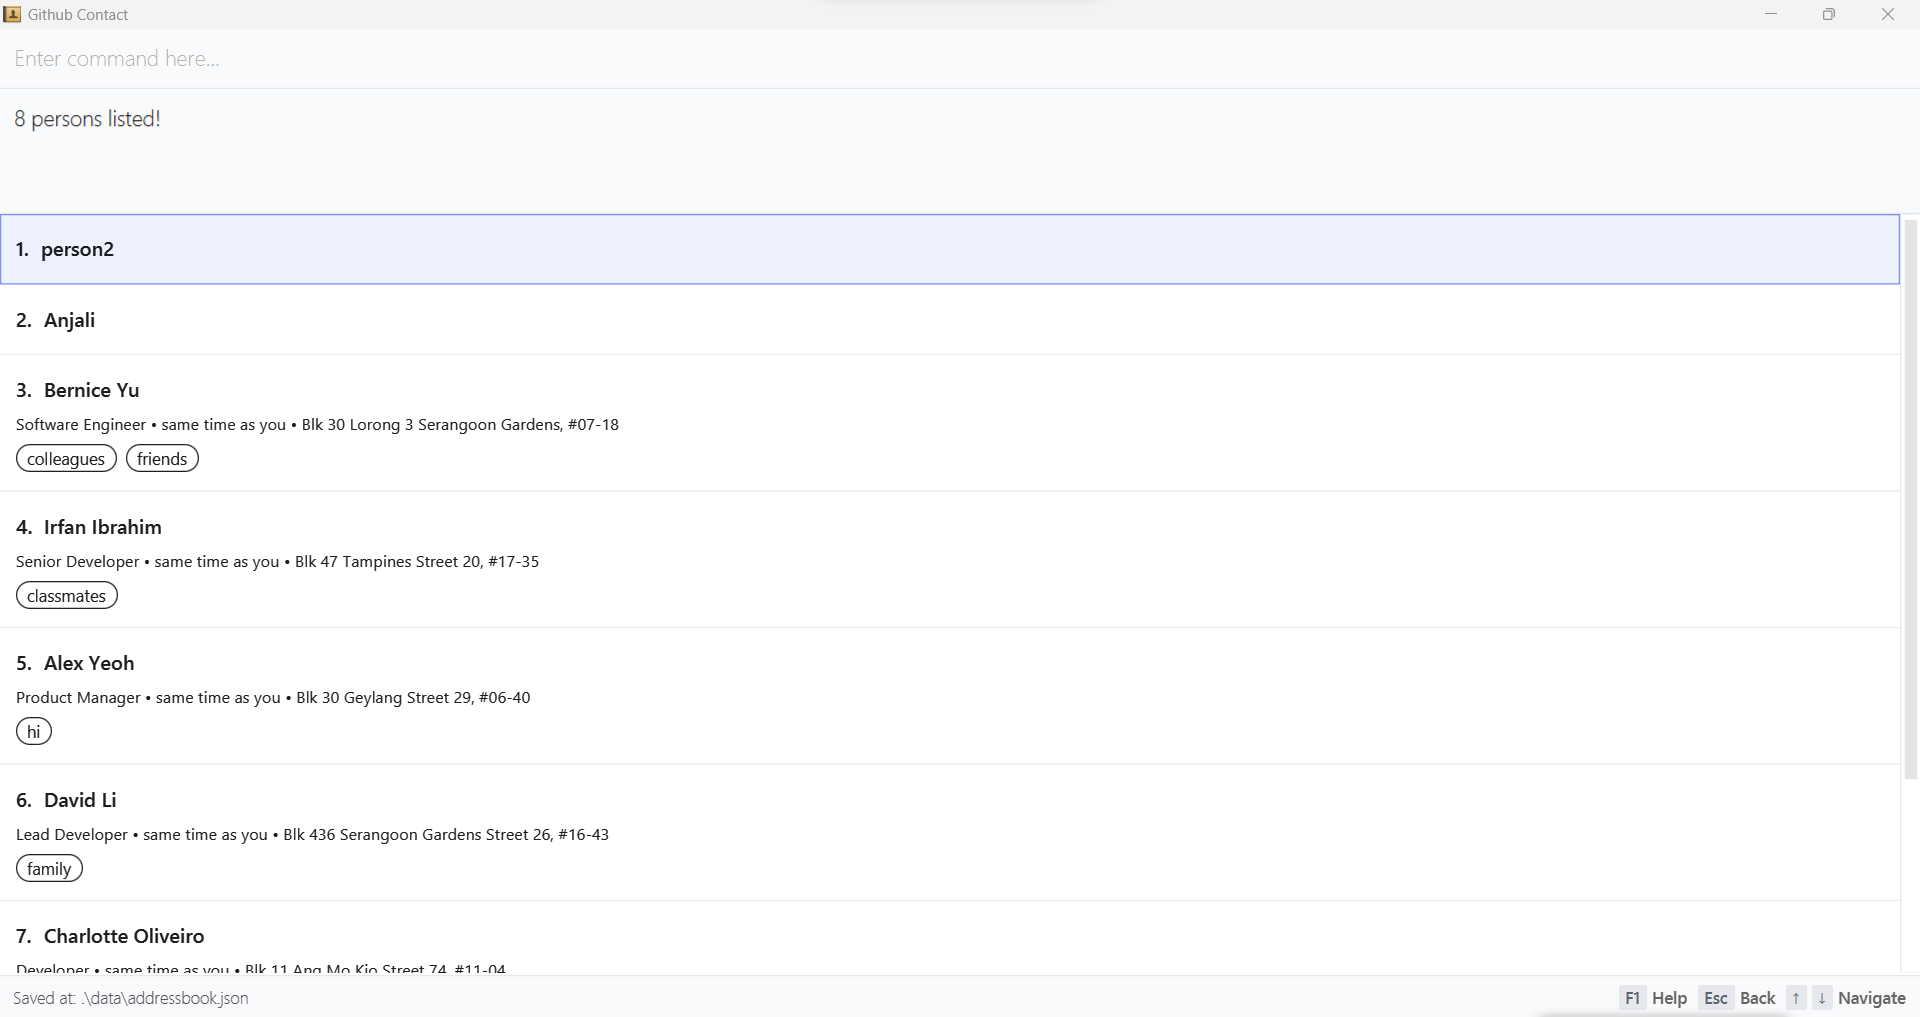 Github Contact
Enter command here...
8 persons listed!
1. person2
2. Anjali
3. Bernice Yu
Software Engineer • same time as you • Blk 30 Lorong 3 Serangoon Gardens, #07-18
colleagues friends
4. Irfan Ibrahim
Senior Developer • same time as you • Blk 47 Tampines Street 20, #17-35
classmates
5. Alex Yeoh
Product Manager • same time as you • Blk 30 Geylang Street 29, #06-40
hi
6. David Li
Lead Developer • same time as you • Blk 436 Serangoon Gardens Street 26, #16-43
family
7. Charlotte Oliveiro
Developer • same time as you • Blk 11 Ang Mo Kio Street 74, #11-04
Saved at: .\data\addressbook.json
F1 Help Esc Back ↑ ↓ Navigate